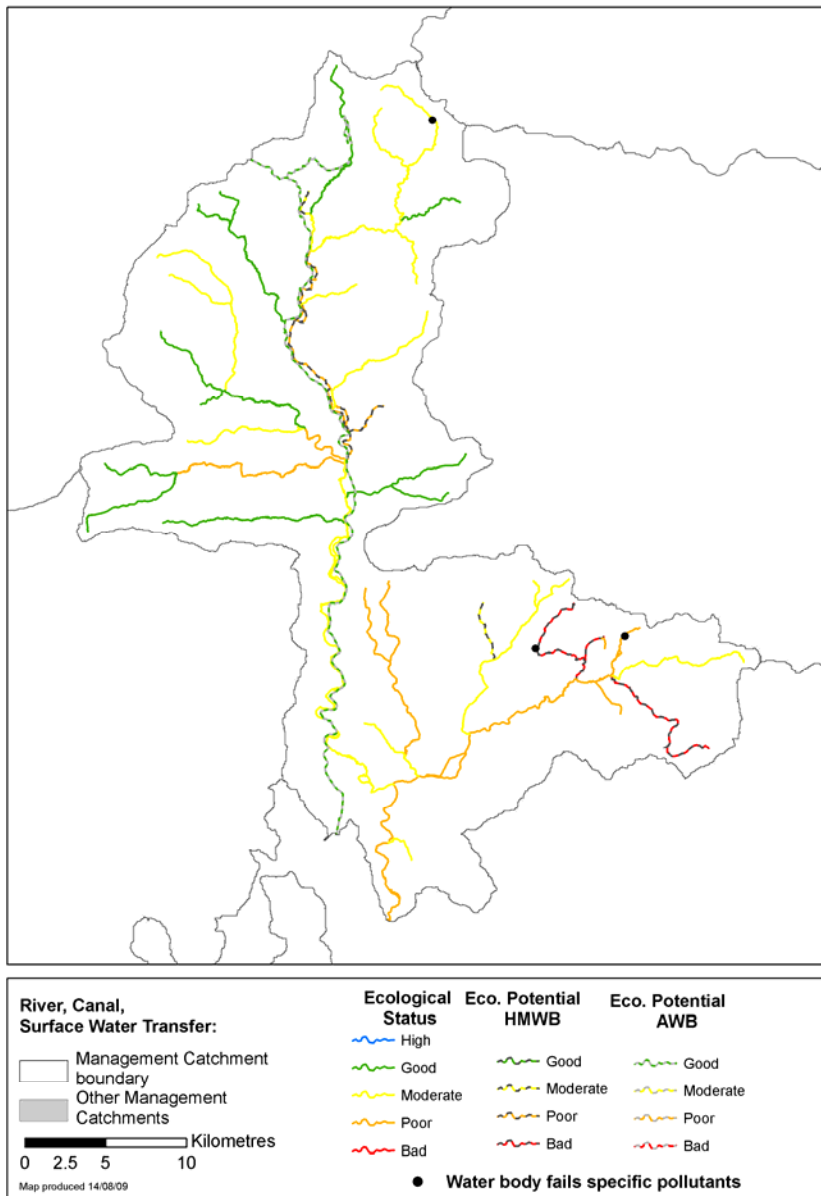 River, Canal,
Surface Water Transfer:
Management Catchment
boundary
Other Management
Catchments
Kilometres
0 2.5 5 10
Map produced 14/08/09
Ecological
Status
High
Good
Moderate
Poor
Bad
Eco. Potential
HMWB
Good
Moderate
Poor
Bad
Eco. Potential
AWB
Good
Moderate
Poor
Bad
Water body fails specific pollutants